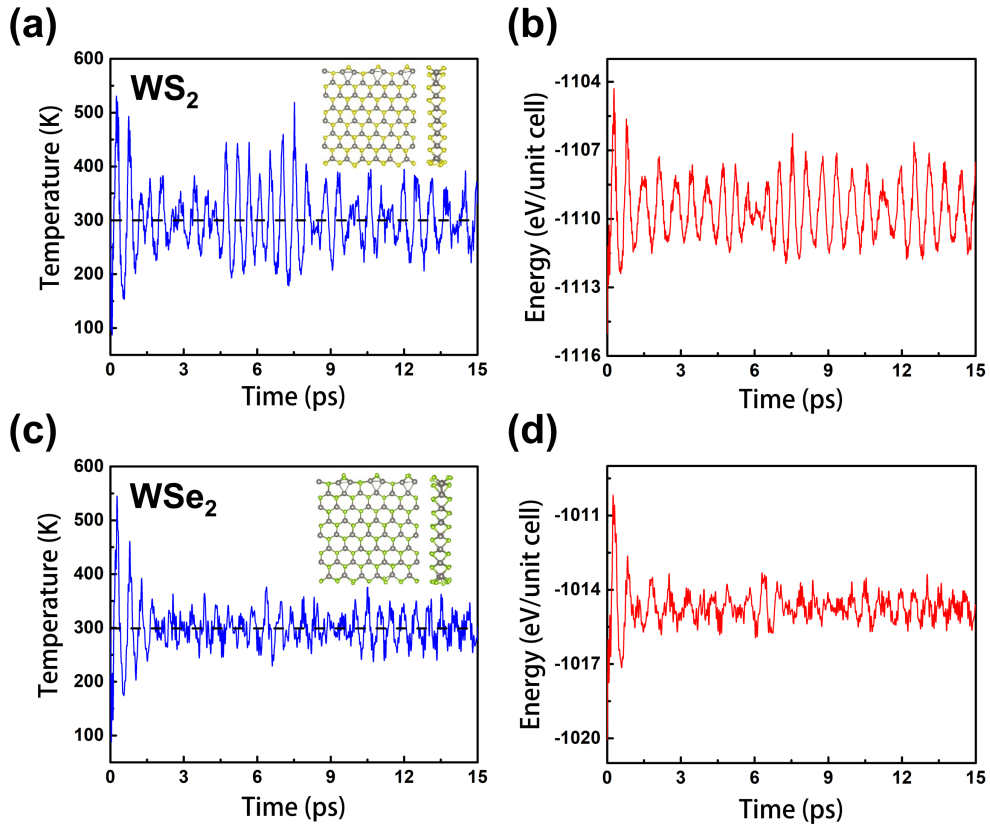 (a)
WS2
Temperature (K)
600
500
400
300
200
100
0 3 6 9 12 15
Time (ps)
(b)
Energy (eV/unit cell)
-1104
-1107
-1110
-1113
-1116
0 3 6 9 12 15
Time (ps)
(c)
WSe2
Temperature (K)
600
500
400
300
200
100
0 3 6 9 12 15
Time (ps)
(d)
Energy (eV/unit cell)
-1011
-1014
-1017
-1020
0 3 6 9 12 15
Time (ps)